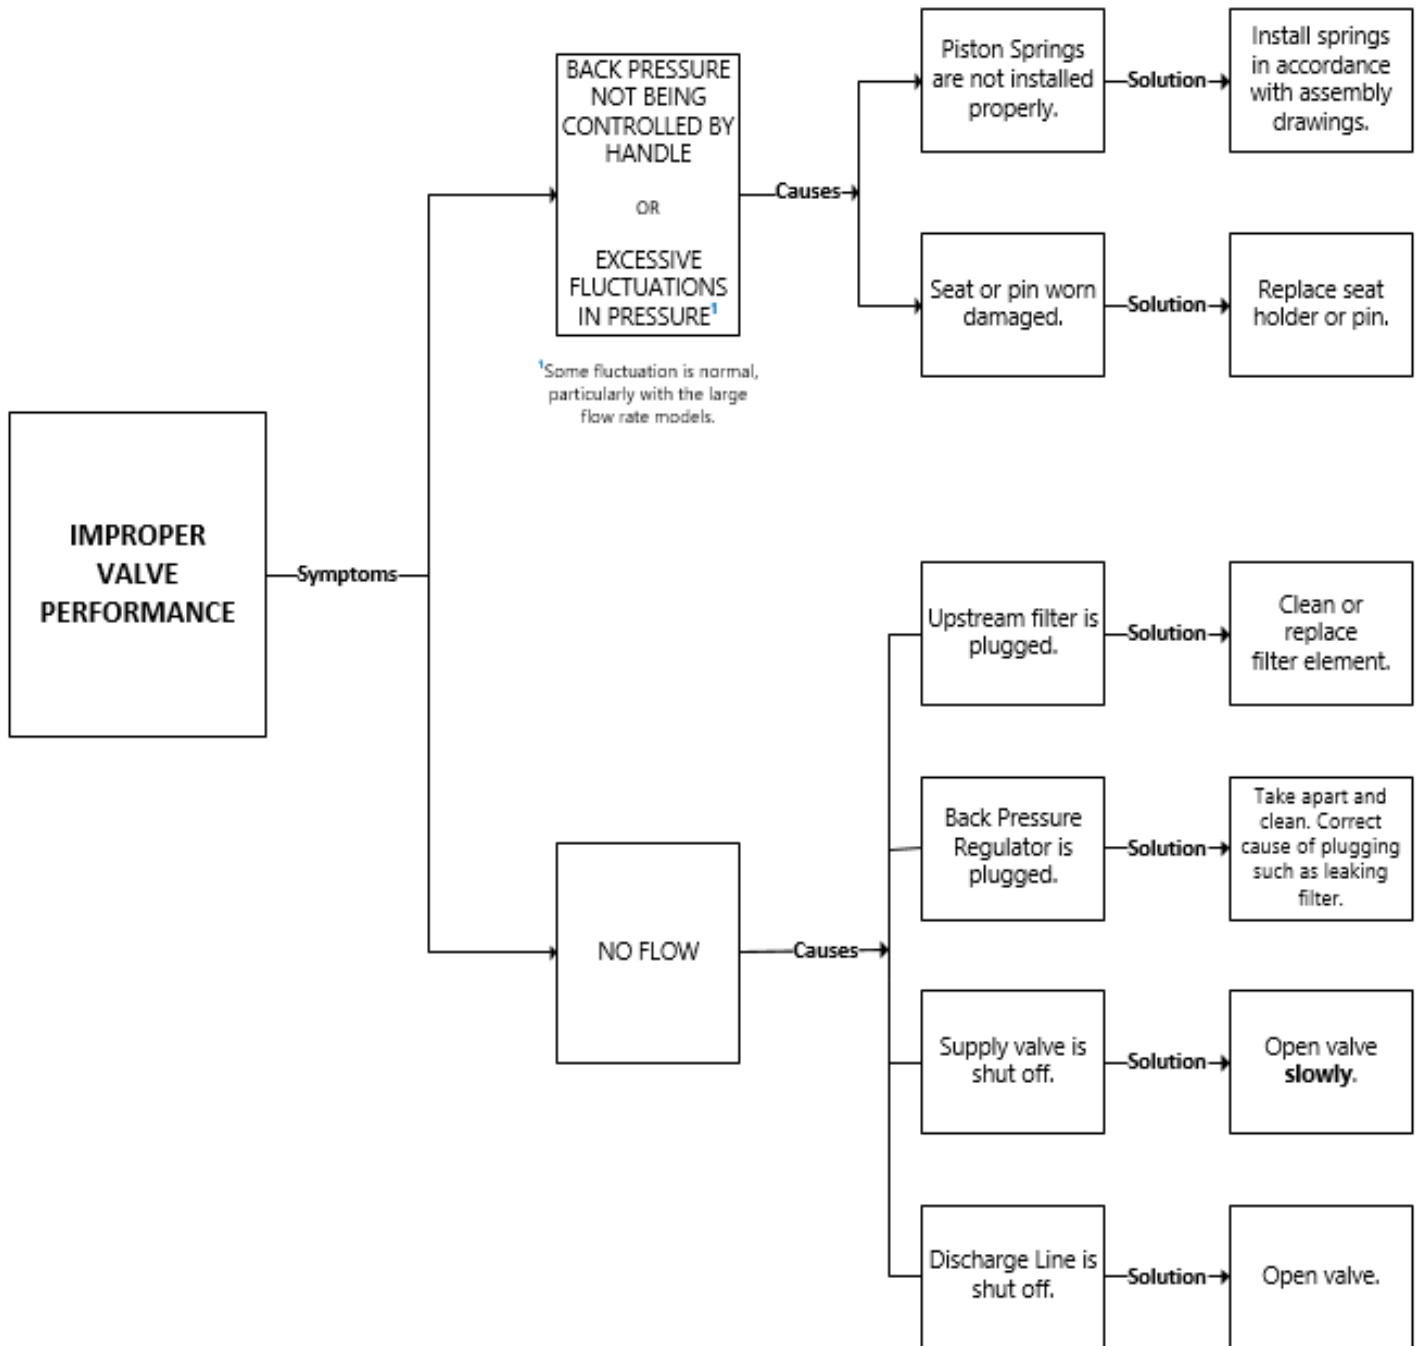 IMPROPER
VALVE
PERFORMANCE
Symptoms
BACK PRESSURE
NOT BEING
CONTROLLED BY
HANDLE
OR
EXCESSIVE
FLUCTUATIONS
IN PRESSURE¹
¹Some fluctuation is normal,
particularly with the large
flow rate models.
Causes
Piston Springs
are not installed
properly.
Solution
Install springs
in accordance
with assembly
drawings.
Seat or pin worn
damaged.
Solution
Replace seat
holder or pin.
NO FLOW
Causes
Upstream filter is
plugged.
Solution
Clean or
replace
filter element.
Back Pressure
Regulator is
plugged.
Solution
Take apart and
clean. Correct
cause of plugging
such as leaking
filter.
Supply valve is
shut off.
Solution
Open valve
slowly.
Discharge Line is
shut off.
Solution
Open valve.